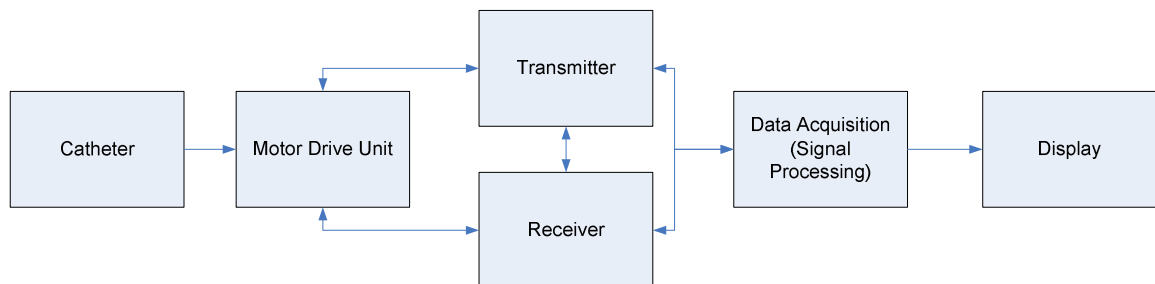 Transmitter
Catheter
Motor Drive Unit
Data Acquisition
(Signal
Processing)
Display
Receiver